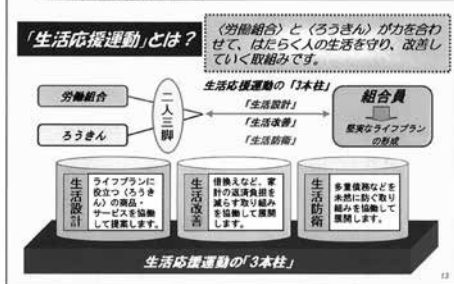 「生活応援運動」とは？
〈労働組合〉と〈ろうきん〉が力を合わ
せて、はたらく人の生活を守り、改善し
ていく取組みです。
労働組合
ろうきん
二人三脚
生活応援運動の「3本柱」
「生活設計」
「生活改善」
「生活防衛」
組合員
堅実なライフプラン
の形成
生活設計
ライフプランに
役立つ〈ろうき
ん〉の商品・
サービスを協働
して提案します。
生活改善
借換えなど、家
計の返済負担を
減らす取り組み
を協働して展開
します。
生活防衛
多重債務などを
未然に防ぐ取り
組みを協働して
展開します。
生活応援運動の「3本柱」
13